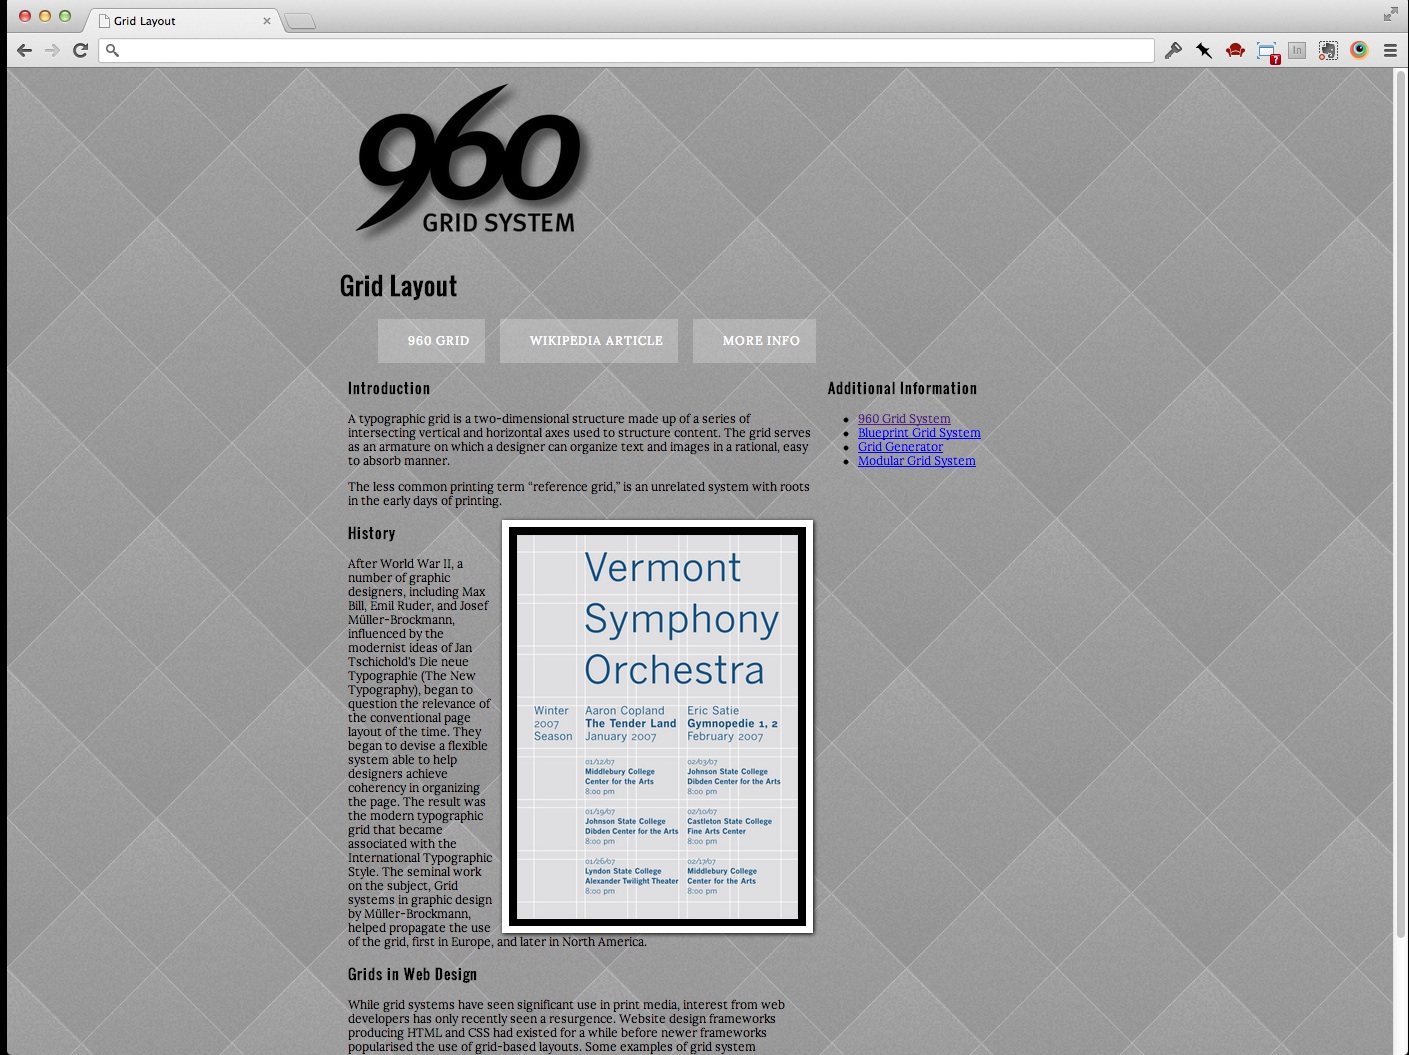 Grid Layout
960
GRID SYSTEM
Grid Layout
960 GRID
WIKIPEDIA ARTICLE
MORE INFO
Introduction
A typographic grid is a two-dimensional structure made up of a series of
intersecting vertical and horizontal axes used to structure content. The grid serves
as an armature on which a designer can organize text and images in a rational, easy
to absorb manner.
The less common printing term “reference grid,” is an unrelated system with roots
in the early days of printing.
History
After World War II, a
number of graphic
designers, including Max
Bill, Emil Ruder, and Josef
Müller-Brockmann,
influenced by the
modernist ideas of Jan
Tschichold's Die neue
Typographie (The New
Typography), began to
question the relevance of
the conventional page
layout of the time. They
began to devise a flexible
system able to help
designers achieve
coherency in organizing
the page. The result was
the modern typographic
grid that became
associated with the
International Typographic
Style. The seminal work
on the subject, Grid
systems in graphic design
by Müller-Brockmann,
helped propagate the use
of the grid, first in Europe, and later in North America.
Vermont
Symphony
Orchestra
Winter
2007
Season
Aaron Copland
The Tender Land
January 2007
Eric Satie
Gymnopedie 1, 2
February 2007
01/12/07
Middlebury College
Center for the Arts
8:00 pm
02/03/07
Johnson State College
Dibden Center for the Arts
8:00 pm
01/19/07
Johnson State College
Dibden Center for the Arts
8:00 pm
02/10/07
Castleton State College
Fine Arts Center
8:00 pm
01/26/07
Lyndon State College
Alexander Twilight Theater
8:00 pm
02/17/07
Middlebury College
Center for the Arts
8:00 pm
Grids in Web Design
While grid systems have seen significant use in print media, interest from web
developers has only recently seen a resurgence. Website design frameworks
producing HTML and CSS had existed for a while before newer frameworks
popularised the use of grid-based layouts. Some examples of grid system
Additional Information
960 Grid System
Blueprint Grid System
Grid Generator
Modular Grid System